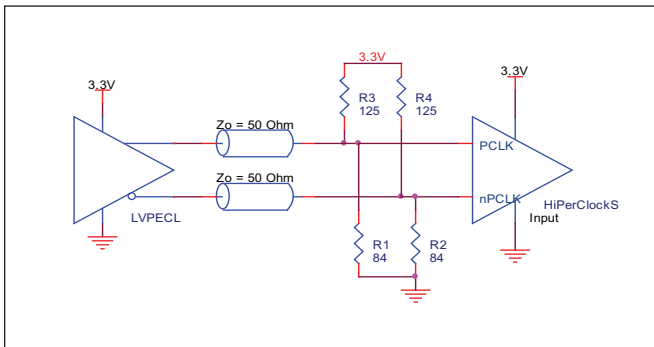 3.3V
3.3V
3.3V
R3
125
R4
125
Zo = 50 Ohm
PCLK
Zo = 50 Ohm
nPCLK
HiPerClockS
Input
LVPECL
R1
84
R2
84